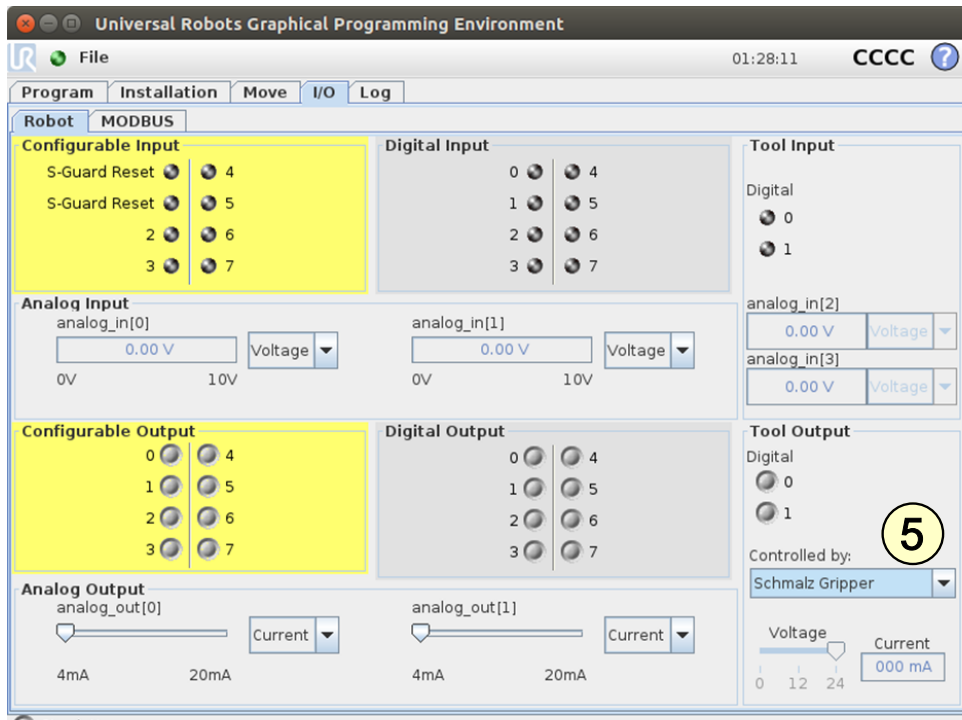 Universal Robots Graphical Programming Environment
UR File 01:28:11 CCCC ?
Program Installation Move I/O Log
Robot MODBUS
Configurable Input
S-Guard Reset 4
S-Guard Reset 5
2 6
3 7
Digital Input
0 4
1 5
2 6
3 7
Tool Input
Digital
0
1
analog_in[2]
0.00 V Voltage
analog_in[3]
0.00 V Voltage
Analog Input
analog_in[0]
0.00 V Voltage
0V 10V
analog_in[1]
0.00 V Voltage
0V 10V
Configurable Output
0 4
1 5
2 6
3 7
Digital Output
0 4
1 5
2 6
3 7
Tool Output
Digital
0
1
5
Controlled by:
Schmalz Gripper
Voltage
0 12 24
Current
000 mA
Analog Output
analog_out[0]
Current
4mA 20mA
analog_out[1]
Current
4mA 20mA